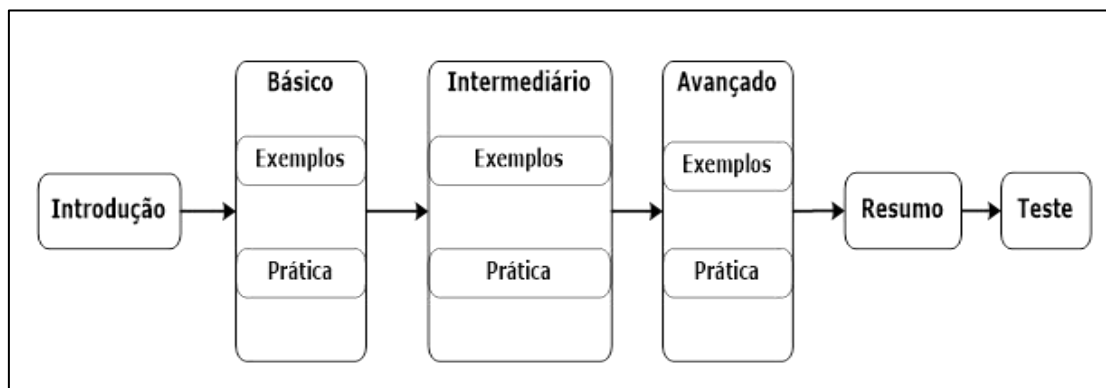 Introdução
Básico
Exemplos
Prática
Intermediário
Exemplos
Prática
Avançado
Exemplos
Prática
Resumo
Teste